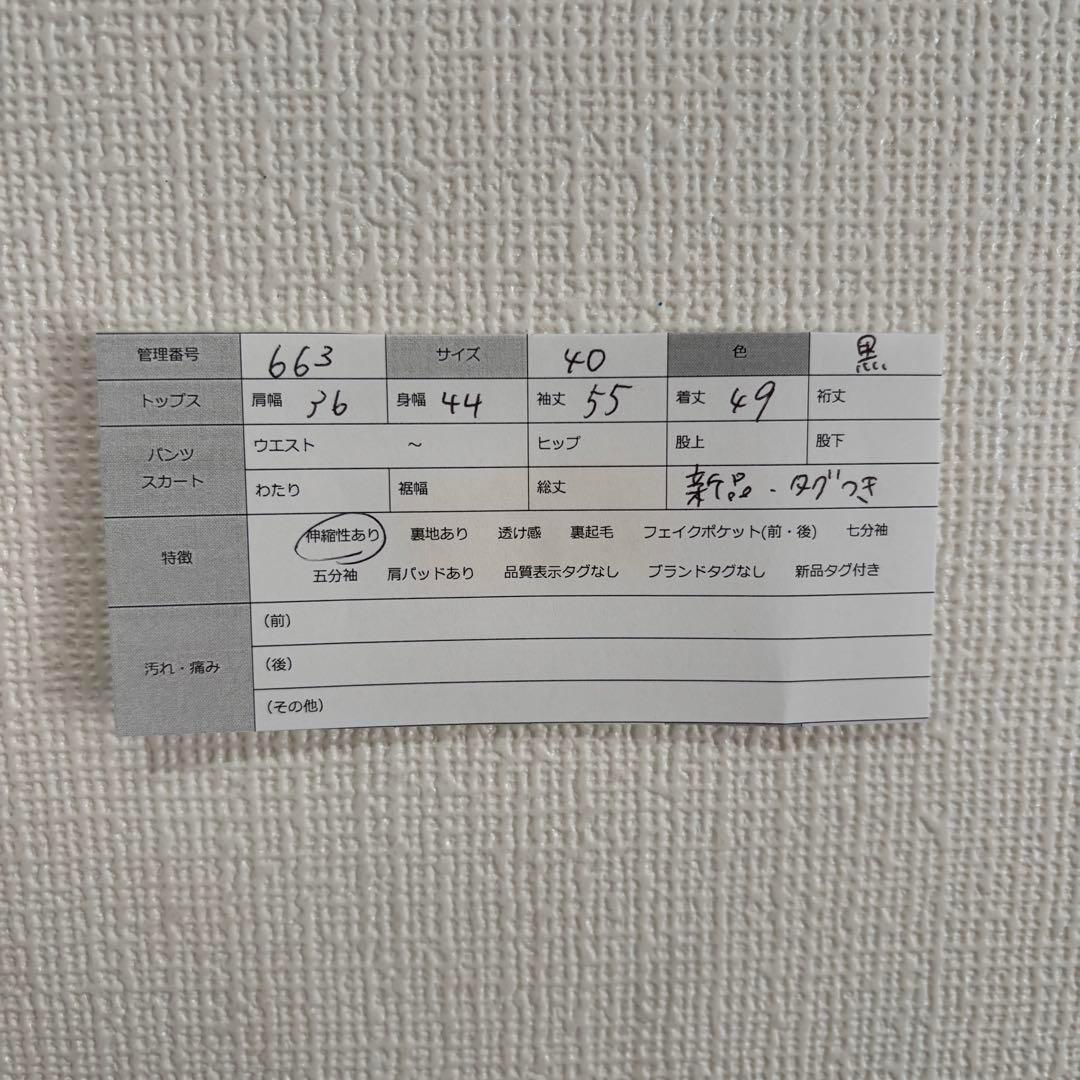 管理番号 663 サイズ 40 色 黒
トップス 肩幅 36 身幅 44 袖丈 55 着丈 49 裄丈
パンツ スカート
ウエスト ～ ヒップ 股上 股下
わたり 裾幅 総丈 新品・タグつき
特徴
伸縮性あり 裏地あり 透け感 裏起毛 フェイクポケット(前・後) 七分袖
五分袖 肩パッドあり 品質表示タグなし ブランドタグなし 新品タグ付き
汚れ・痛み
（前）
（後）
（その他）